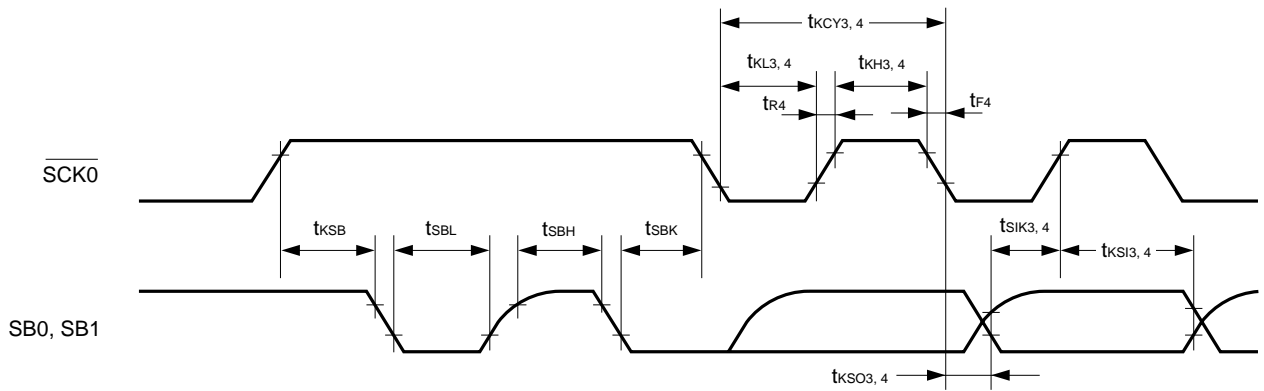 tKCY3, 4
tKL3, 4
tKH3, 4
tR4
tF4
SCK0
tKSB
tSBL
tSBH
tSBK
tSIK3, 4
tKSI3, 4
SB0, SB1
tKSO3, 4